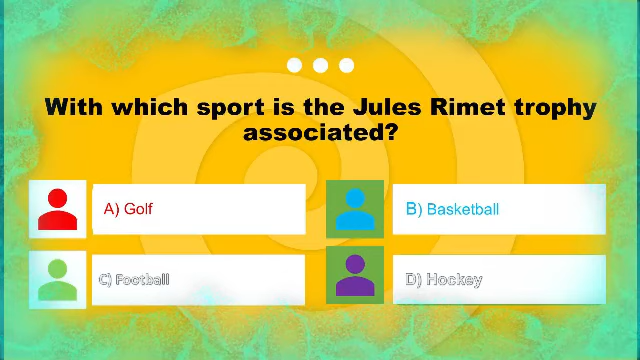 With which sport is the Jules Rimet trophy
associated?
A) Golf
B) Basketball
C) Football
D) Hockey